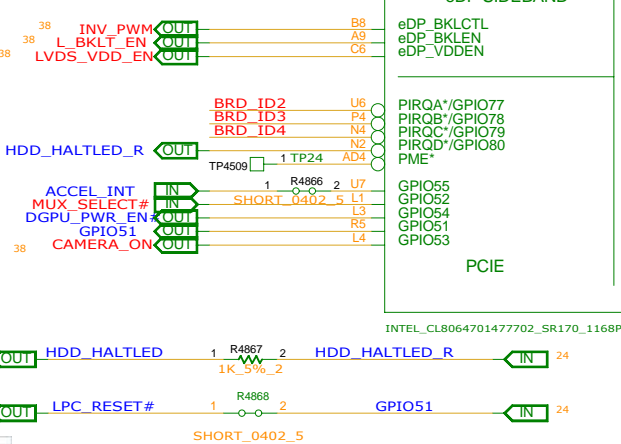 eDP SIDEBAND
38 INV_PWM OUT B8 eDP_BKLCTL
38 L_BKLT_EN OUT A9 eDP_BKLEN
38 LVDS_VDD_EN OUT C6 eDP_VDDEN
BRD_ID2 U6 PIRQA*/GPIO77
BRD_ID3 P4 PIRQB*/GPIO78
BRD_ID4 N4 PIRQC*/GPIO79
HDD_HALTLED_R OUT N2 PIRQD*/GPIO80
TP4509 1 TP24 AD4 PME*
ACCEL_INT IN 1 R4866 2 U7 GPIO55
MUX_SELECT# IN SHORT_0402_5 L1 GPIO52
DGPU_PWR_EN# OUT L3 GPIO54
GPIO51 OUT R5 GPIO51
38 CAMERA_ON OUT L4 GPIO53
PCIE
INTEL_CL8064701477702_SR170_1168P
OUT HDD_HALTLED 1 R4867 2 HDD_HALTLED_R IN 24
1K_5%_2
OUT LPC_RESET# 1 R4868 2 GPIO51 IN 24
SHORT_0402_5